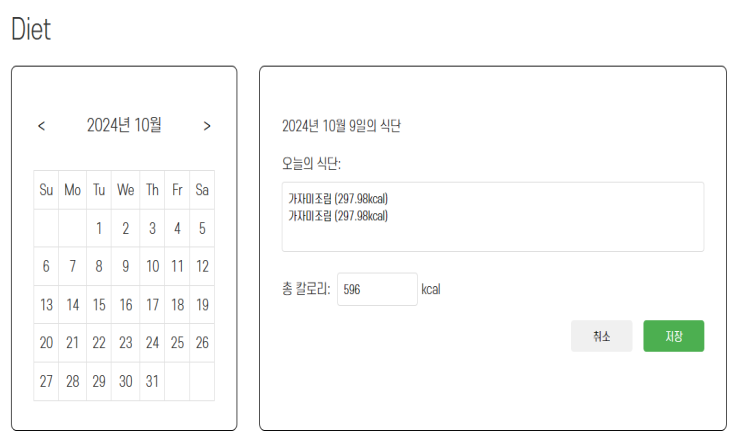 Diet
< 2024년 10월 >
Su Mo Tu We Th Fr Sa
1 2 3 4 5
6 7 8 9 10 11 12
13 14 15 16 17 18 19
20 21 22 23 24 25 26
27 28 29 30 31
2024년 10월 9일의 식단
오늘의 식단:
가자미조림 (297.98kcal)
가자미조림 (297.98kcal)
총 칼로리: 596 kcal
취소 저장